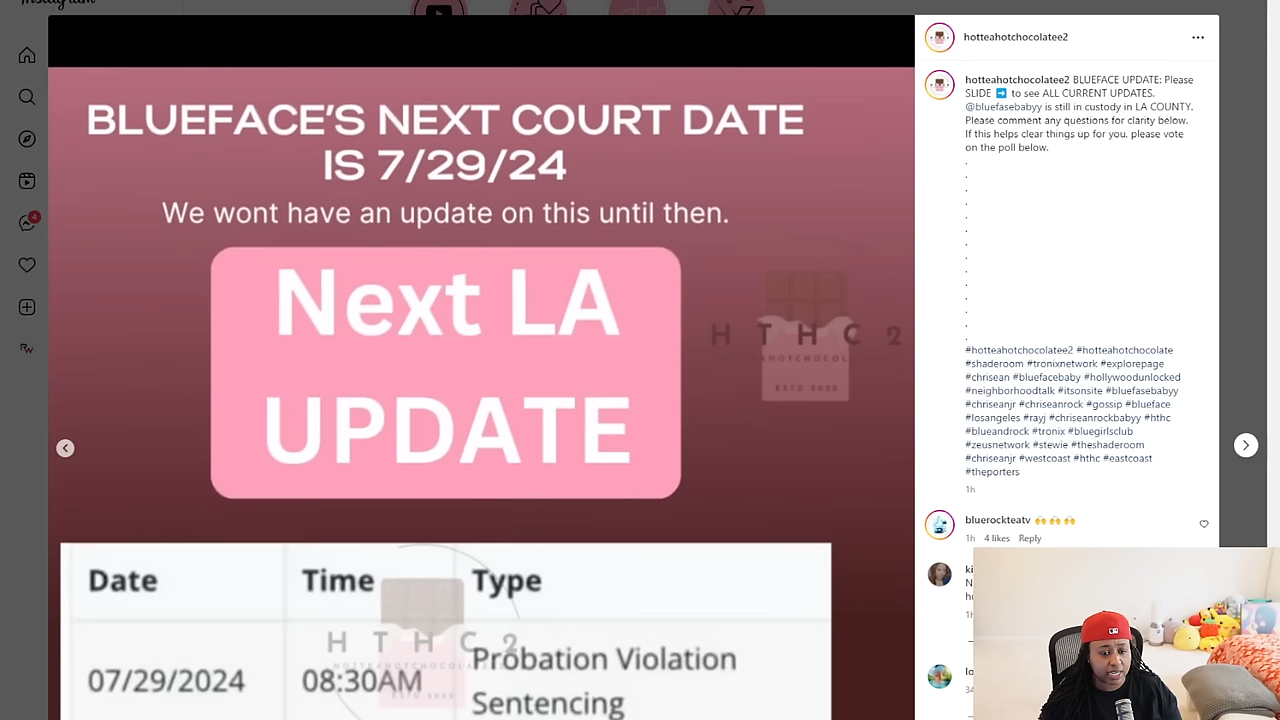 hotteahotchocolatee2
BLUEFACE'S NEXT COURT DATE
IS 7/29/24
We wont have an update on this until then.
Next LA
UPDATE
H T H C 2
ESTD
Date Time Type
07/29/2024 08:30AM Probation Violation
Sentencing
H T H C 2
4
hotteahotchocolatee2 BLUEFACE UPDATE: Please
SLIDE ➡️ to see ALL CURRENT UPDATES.
@bluefasebabyy is still in custody in LA COUNTY.
Please comment any questions for clarity below.
If this helps clear things up for you, please vote
on the poll below.
.
.
.
.
.
.
.
.
.
.
.
.
.
.
#hotteahotchocolatee2 #hotteahotchocolate
#shaderoom #tronixnetwork #explorepage
#chrisean #bluefacebaby #hollywoodunlocked
#neighborhoodtalk #itsonsite #bluefasebabyy
#chriseanjr #chriseanrock #gossip #blueface
#losangeles #rayj #chriseanrockbabyy #hthc
#blueandrock #tronix #bluegirlsclub
#zeusnetwork #stewie #theshaderoom
#chriseanjr #westcoast #hthc #eastcoast
#theporters
1h
bluerockteatv 🙌 🙌 🙌
1h 4 likes Reply